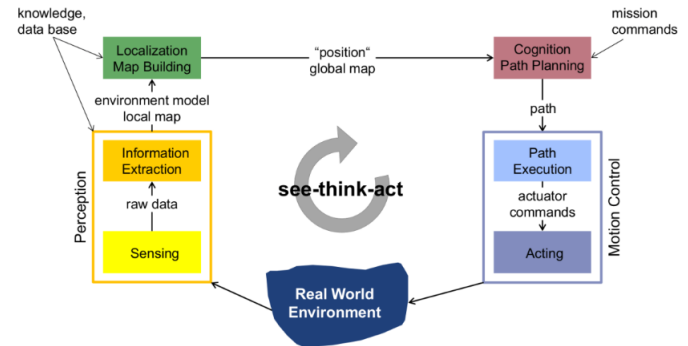 knowledge,
data base
mission
commands
Localization
Map Building
“position“
global map
Cognition
Path Planning
environment model
local map
path
Information
Extraction
Path
Execution
see-think-act
raw data
actuator
commands
Perception
Motion Control
Sensing
Acting
Real World
Environment